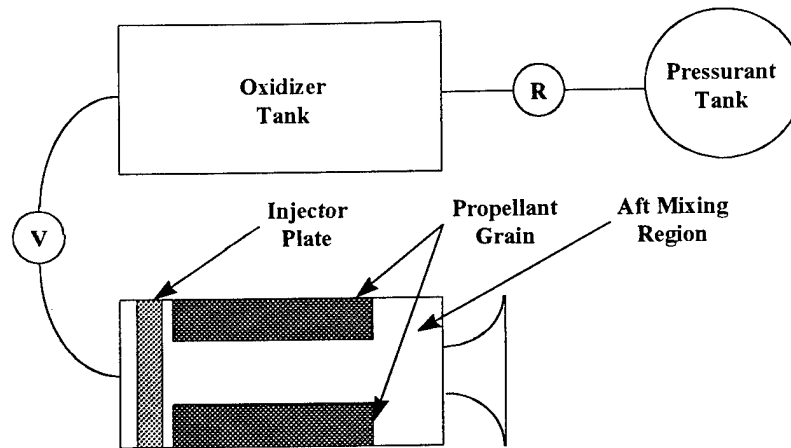 Oxidizer
Tank
R
Pressurant
Tank
V
Injector
Plate
Propellant
Grain
Aft Mixing
Region